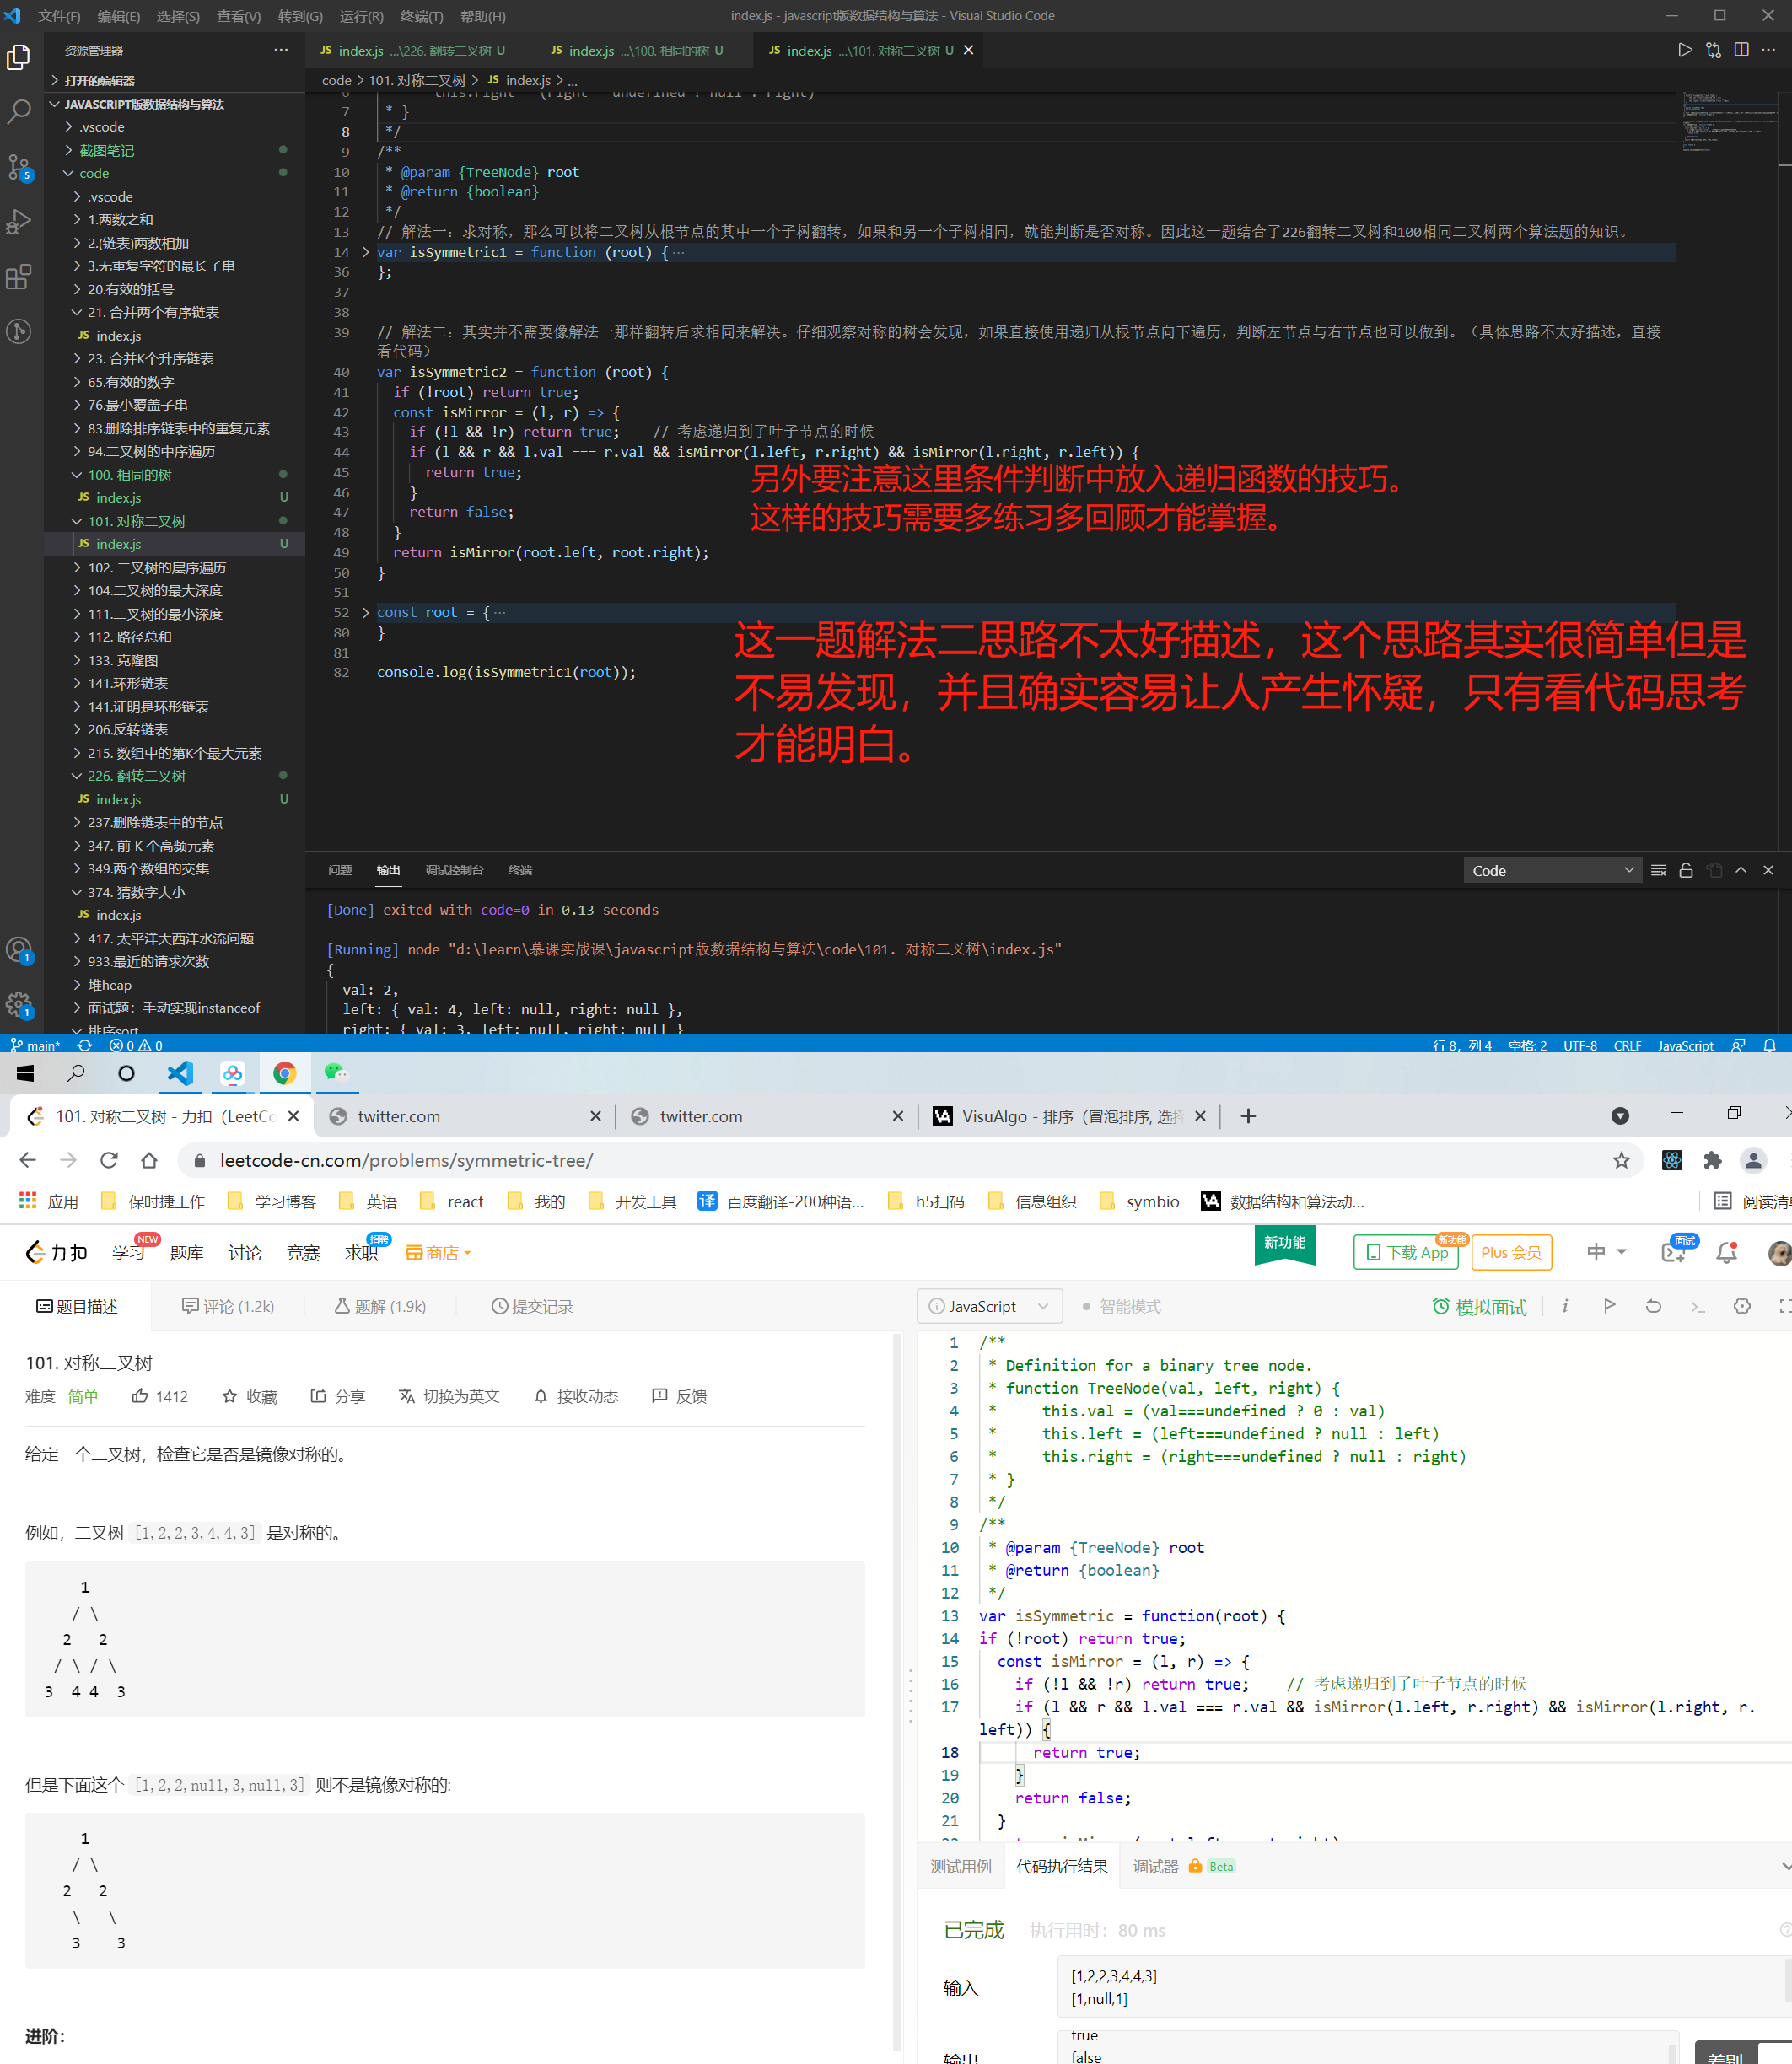 文件(F) 编辑(E) 选择(S) 查看(V) 转到(G) 运行(R) 终端(T) 帮助(H) index.js - javascript版数据结构与算法 - Visual Studio Code
资源管理器
index.js ...\226. 翻转二叉树 U index.js ...\100. 相同的树 U index.js ...\101. 对称二叉树 U
打开的编辑器
JAVASCRIPT版数据结构与算法
.vscode
截图笔记
code
.vscode
1.两数之和
2.(链表)两数相加
3.无重复字符的最长子串
20.有效的括号
21. 合并两个有序链表
JS index.js
23. 合并K个升序链表
65.有效的数字
76.最小覆盖子串
83.删除排序链表中的重复元素
94.二叉树的中序遍历
100. 相同的树
JS index.js U
101. 对称二叉树
JS index.js U
102. 二叉树的层序遍历
104.二叉树的最大深度
111.二叉树的最小深度
112. 路径总和
133. 克隆图
141.环形链表
141.证明是环形链表
206.反转链表
215. 数组中的第K个最大元素
226. 翻转二叉树
JS index.js U
237.删除链表中的节点
347. 前 K 个高频元素
349.两个数组的交集
374. 猜数字大小
JS index.js
417. 太平洋大西洋水流问题
933.最近的请求次数
堆heap
面试题：手动实现instanceof
排序sort
code > 101. 对称二叉树 > JS index.js > ...
6 this.right = (right===undefined ? null : right)
7 * }
8 */
9 /**
10 * @param {TreeNode} root
11 * @return {boolean}
12 */
13 // 解法一：求对称，那么可以将二叉树从根节点的其中一个子树翻转，如果和另一个子树相同，就能判断是否对称。因此这一题结合了226翻转二叉树和100相同二叉树两个算法题的知识。
14 var isSymmetric1 = function (root) {…
36 };
37
38
39 // 解法二：其实并不需要像解法一那样翻转后求相同来解决。仔细观察对称的树会发现，如果直接使用递归从根节点向下遍历，判断左节点与右节点也可以做到。（具体思路不太好描述，直接
看代码）
40 var isSymmetric2 = function (root) {
41 if (!root) return true;
42 const isMirror = (l, r) => {
43 if (!l && !r) return true; // 考虑递归到了叶子节点的时候
44 if (l && r && l.val === r.val && isMirror(l.left, r.right) && isMirror(l.right, r.left)) {
45 return true;
46 }
47 return false;
48 }
49 return isMirror(root.left, root.right);
50 }
51
52 const root = {…
80 }
81
82 console.log(isSymmetric1(root));
另外要注意这里条件判断中放入递归函数的技巧。
这样的技巧需要多练习多回顾才能掌握。
这一题解法二思路不太好描述，这个思路其实很简单但是
不易发现，并且确实容易让人产生怀疑，只有看代码思考
才能明白。
问题 输出 调试控制台 终端 Code
[Done] exited with code=0 in 0.13 seconds
[Running] node "d:\learn\慕课实战课\javascript版数据结构与算法\code\101. 对称二叉树\index.js"
{
val: 2,
left: { val: 4, left: null, right: null },
right: { val: 3, left: null, right: null }
5
1
1
main* 0 0 行 8，列 4 空格: 2 UTF-8 CRLF JavaScript
101. 对称二叉树 - 力扣（LeetCo twitter.com twitter.com VisuAlgo - 排序（冒泡排序, 选择
leetcode-cn.com/problems/symmetric-tree/
应用 保时捷工作 学习博客 英语 react 我的 开发工具 译 百度翻译-200种语... h5扫码 信息组织 symbio 数据结构和算法动... 阅读清单
力扣 学习 NEW 题库 讨论 竞赛 求职 招聘 商店 新功能 下载 App 新功能 Plus 会员 中 面试
题目描述 评论 (1.2k) 题解 (1.9k) 提交记录 JavaScript 智能模式 模拟面试
101. 对称二叉树
难度 简单 1412 收藏 分享 切换为英文 接收动态 反馈
给定一个二叉树，检查它是否是镜像对称的。
例如，二叉树 [1,2,2,3,4,4,3] 是对称的。
1
/ \
2 2
/ \ / \
3 4 4 3
但是下面这个 [1,2,2,null,3,null,3] 则不是镜像对称的:
1
/ \
2 2
\ \
3 3
进阶：
1 /**
2 * Definition for a binary tree node.
3 * function TreeNode(val, left, right) {
4 * this.val = (val===undefined ? 0 : val)
5 * this.left = (left===undefined ? null : left)
6 * this.right = (right===undefined ? null : right)
7 * }
8 */
9 /**
10 * @param {TreeNode} root
11 * @return {boolean}
12 */
13 var isSymmetric = function(root) {
14 if (!root) return true;
15 const isMirror = (l, r) => {
16 if (!l && !r) return true; // 考虑递归到了叶子节点的时候
17 if (l && r && l.val === r.val && isMirror(l.left, r.right) && isMirror(l.right, r.
left)) {
18 return true;
19 }
20 return false;
21 }
22 return isMirror(root.left, root.right);
测试用例 代码执行结果 调试器 Beta
已完成 执行用时：80 ms
输入 [1,2,2,3,4,4,3]
[1,null,1]
输出 true
false
差别